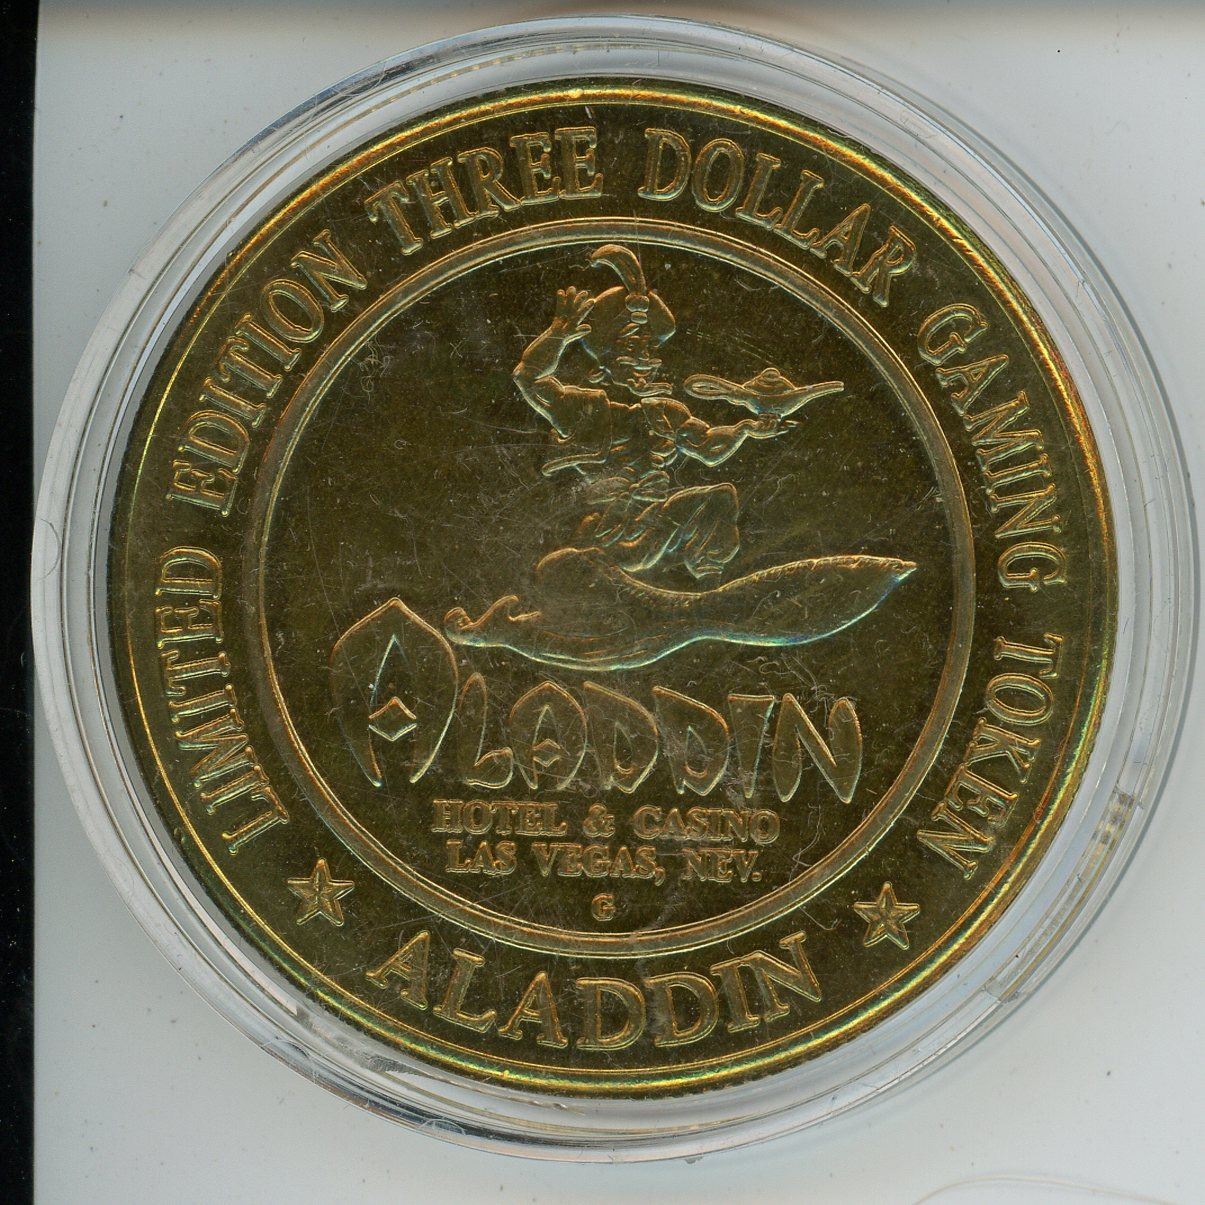 LIMITED EDITION THREE DOLLAR GAMING TOKEN
ALADDIN
HOTEL & CASINO
LAS VEGAS, NEV.
G
ALADDIN